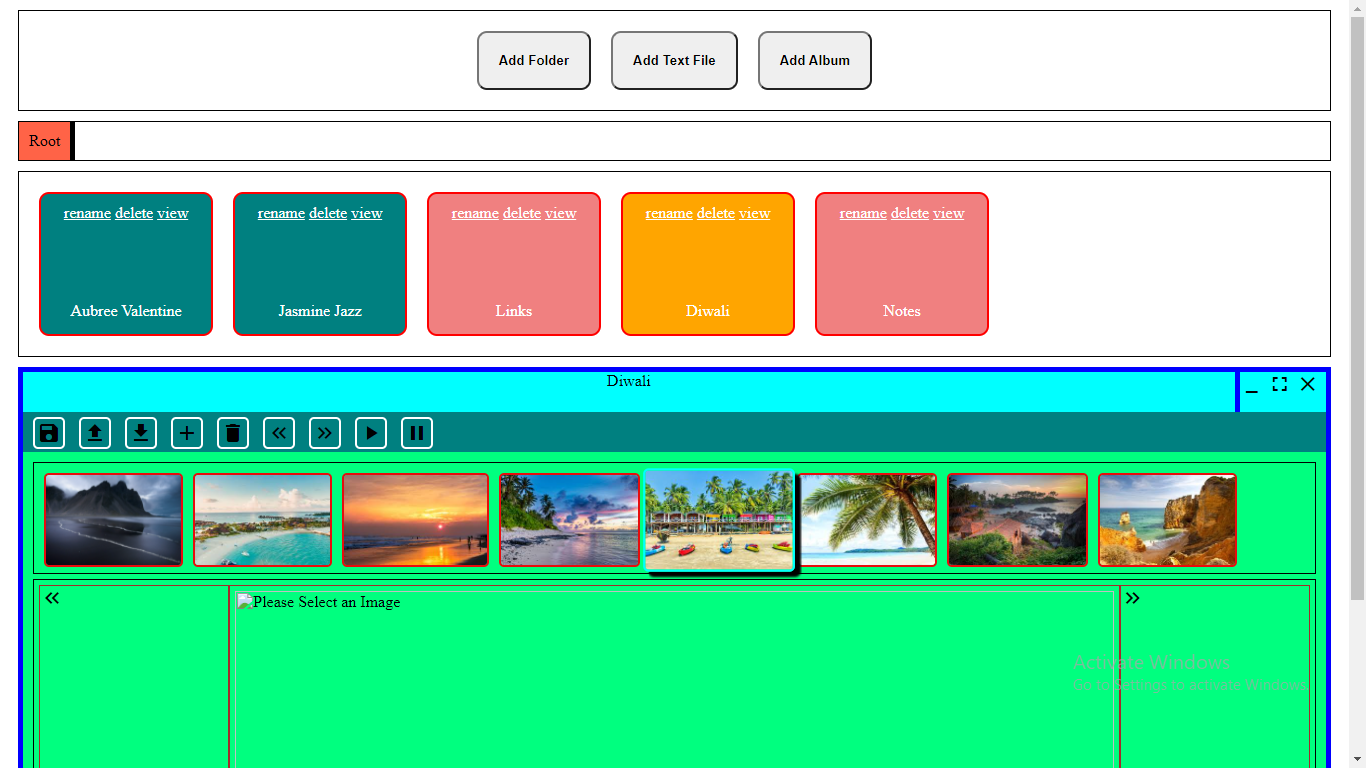 Add Folder Add Text File Add Album
Root
rename delete view rename delete view rename delete view rename delete view rename delete view
Aubree Valentine Jasmine Jazz Links Diwali Notes
Diwali
Please Select an Image
Activate Windows
Go to Settings to activate Windows.